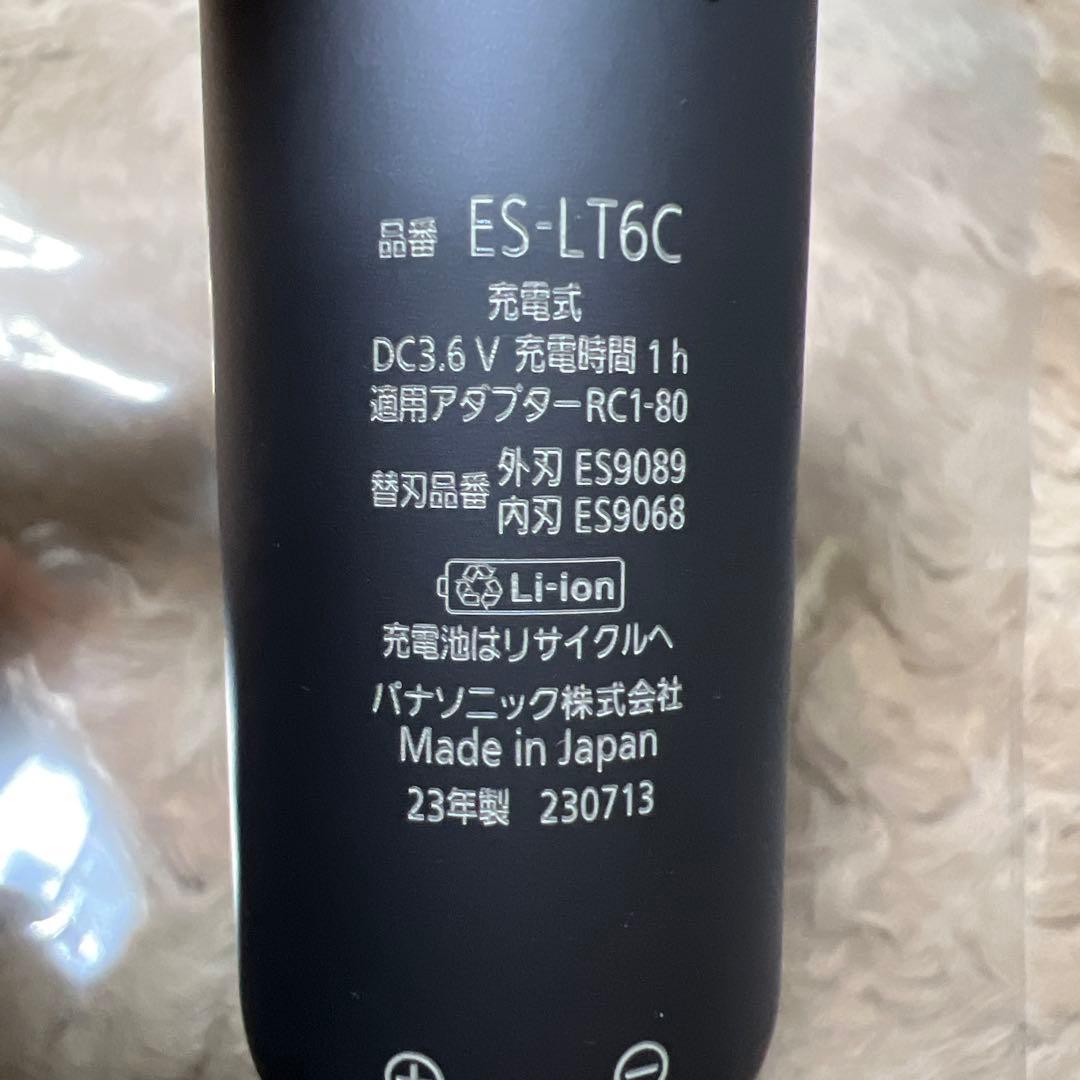 品番 ES-LT6C
充電式
DC3.6 V 充電時間 1 h
適用アダプターRC1-80
替刃品番 外刃 ES9089
内刃 ES9068
Li-ion
充電池はリサイクルへ
パナソニック株式会社
Made in Japan
23年製 230713